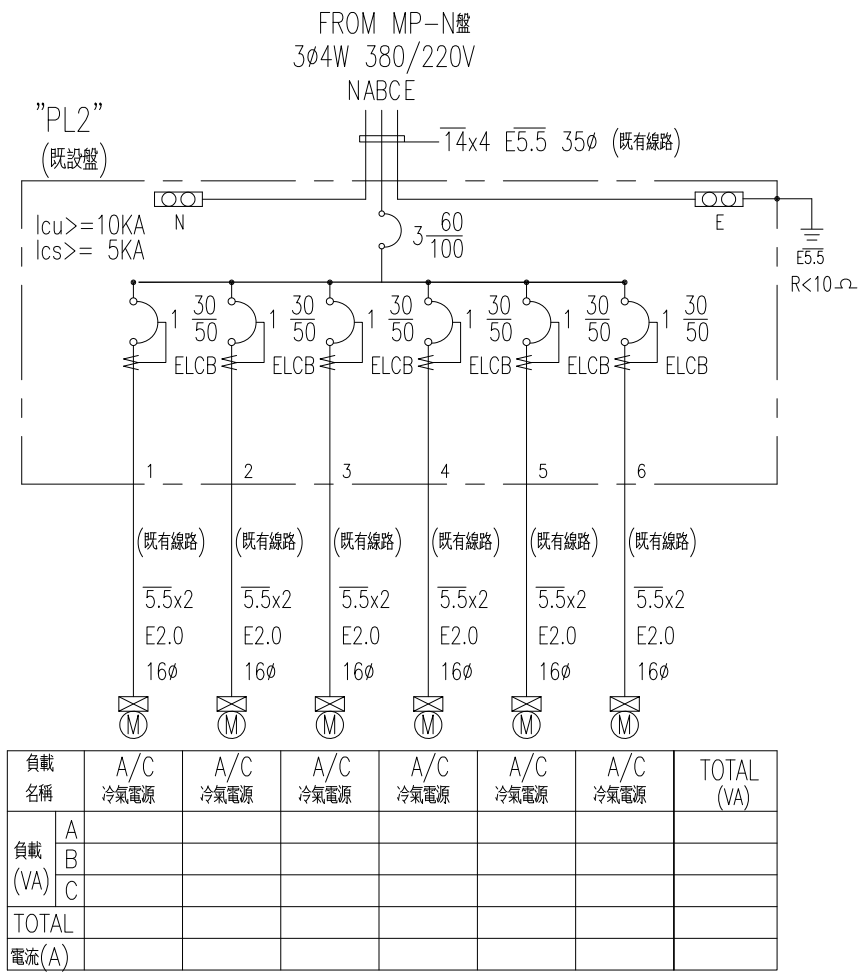 FROM MP-N盤
3ø4W 380/220V
NABCE
"PL2"
(既設盤)
14x4 E5.5 35ø (既有線路)
N
E
Icu>=10KA
Ics>= 5KA
3 60/100
E5.5
R<10Ω
1 30/50 1 30/50 1 30/50 1 30/50 1 30/50 1 30/50
ELCB ELCB ELCB ELCB ELCB ELCB
1 2 3 4 5 6
(既有線路) (既有線路) (既有線路) (既有線路) (既有線路) (既有線路)
5.5x2 5.5x2 5.5x2 5.5x2 5.5x2 5.5x2
E2.0 E2.0 E2.0 E2.0 E2.0 E2.0
16ø 16ø 16ø 16ø 16ø 16ø
M M M M M M
負載 A/C A/C A/C A/C A/C A/C TOTAL
名稱 冷氣電源 冷氣電源 冷氣電源 冷氣電源 冷氣電源 冷氣電源 (VA)
負載
(VA)
A
B
C
TOTAL
電流(A)